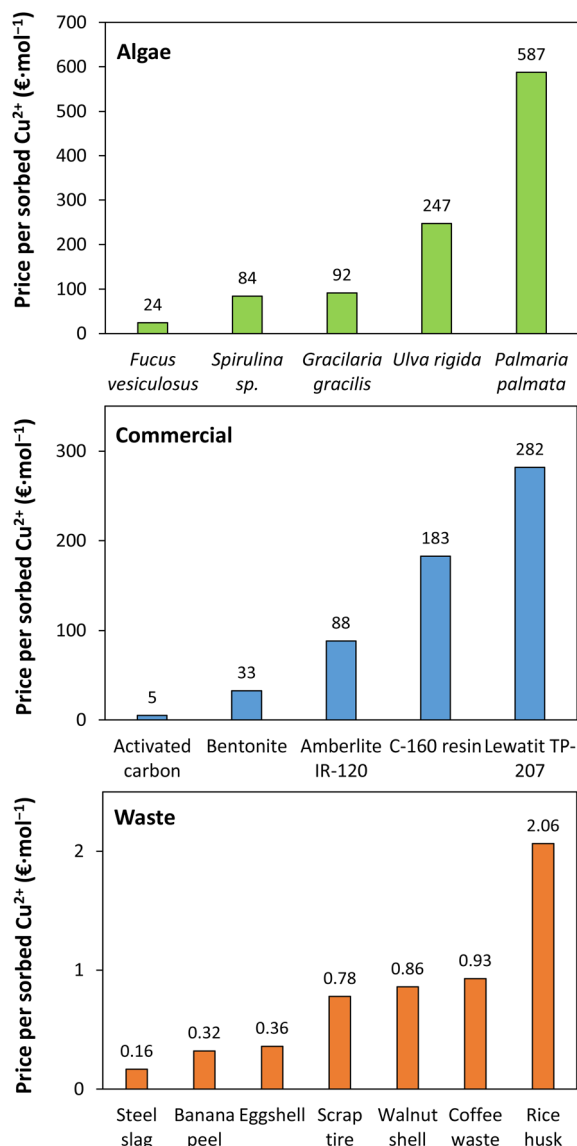 Price per sorbed Cu²⁺ (€·mol⁻¹)
Algae
700
600
500
400
300
200
100
0
24
84
92
247
587
Fucus vesiculosus
Spirulina sp.
Gracilaria gracilis
Ulva rigida
Palmaria palmata
Price per sorbed Cu²⁺ (€·mol⁻¹)
Commercial
300
200
100
0
5
33
88
183
282
Activated carbon
Bentonite
Amberlite IR-120
C-160 resin
Lewatit TP-207
Price per sorbed Cu²⁺ (€·mol⁻¹)
Waste
2
1
0
0.16
0.32
0.36
0.78
0.86
0.93
2.06
Steel slag
Banana peel
Eggshell
Scrap tire
Walnut shell
Coffee waste
Rice husk